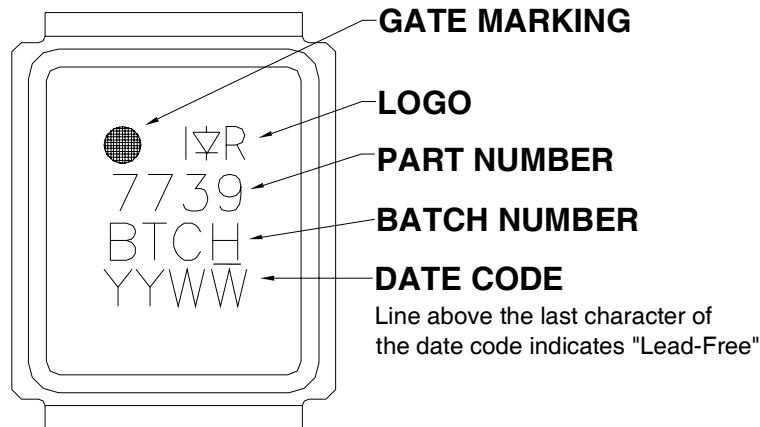 GATE MARKING
LOGO
I R
PART NUMBER
7739
BATCH NUMBER
BTCH
DATE CODE
YYWW
Line above the last character of
the date code indicates "Lead-Free"